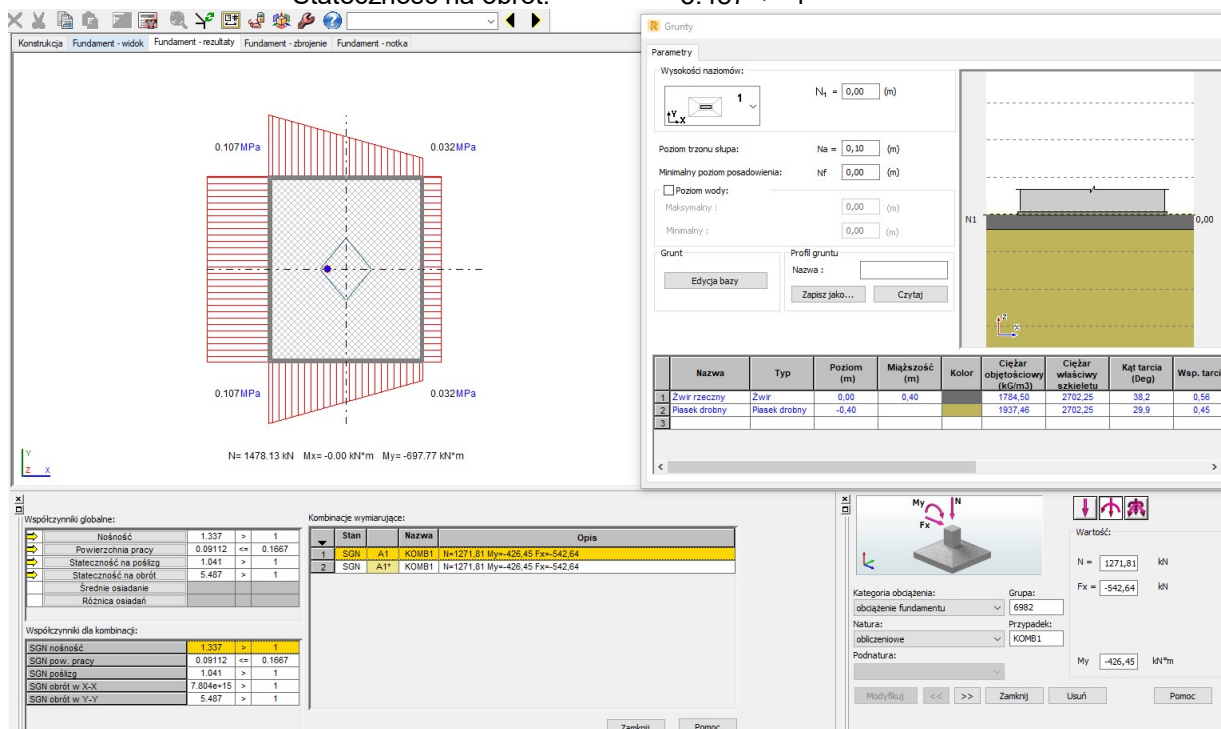 Konstrukcja Fundament - widok Fundament - rezultaty Fundament - zbrojenie Fundament - notka
0.107MPa 0.032MPa
0.107MPa 0.032MPa
N= 1478.13 kN Mx= -0.00 kN*m My= -697.77 kN*m
Y
Z X
Grunty
Parametry
Wysokości naziomów:
1
Y
X
N1 = 0,00 (m)
Poziom trzonu słupa: Na = 0,10 (m)
Minimalny poziom posadowienia: Nf 0,00 (m)
Poziom wody:
Maksymalny : 0,00 (m)
Minimalny : 0,00 (m)
Grunt
Edycja bazy
Profil gruntu
Nazwa :
Zapisz jako... Czytaj
N1 0,00
Z
X
Nazwa Typ Poziom (m) Miąższość (m) Kolor Ciężar objętościowy (kG/m3) Ciężar właściwy szkieletu Kąt tarcia (Deg) Wsp. tarci
1 Żwir rzeczny Żwir 0,00 0,40 1784,50 2702,25 38,2 0,56
2 Piasek drobny Piasek drobny -0,40 1937,46 2702,25 29,9 0,45
3
Współczynniki globalne:
Nośność 1.337 > 1
Powierzchnia pracy 0.09112 <= 0.1667
Stateczność na poślizg 1.041 > 1
Stateczność na obrót 5.487 > 1
Średnie osiadanie
Różnica osiadań
Współczynniki dla kombinacji:
SGN nośność 1.337 > 1
SGN pow. pracy 0.09112 <= 0.1667
SGN poślizg 1.041 > 1
SGN obrót w X-X 7.804e+15 > 1
SGN obrót w Y-Y 5.487 > 1
Kombinacje wymiarujące:
Stan Nazwa Opis
1 SGN A1 KOMB1 N=1271,81 My=-426,45 Fx=-542,64
2 SGN A1* KOMB1 N=1271,81 My=-426,45 Fx=-542,64
Zamknij Pomoc
My N
Fx
Wartość:
N = 1271,81 kN
Fx = -542,64 kN
My -426,45 kN*m
Kategoria obciążenia: Grupa:
obciążenie fundamentu 6982
Natura: Przypadek:
obliczeniowe KOMB1
Podnatura:
Modyfikuj << >> Zamknij Usuń Pomoc